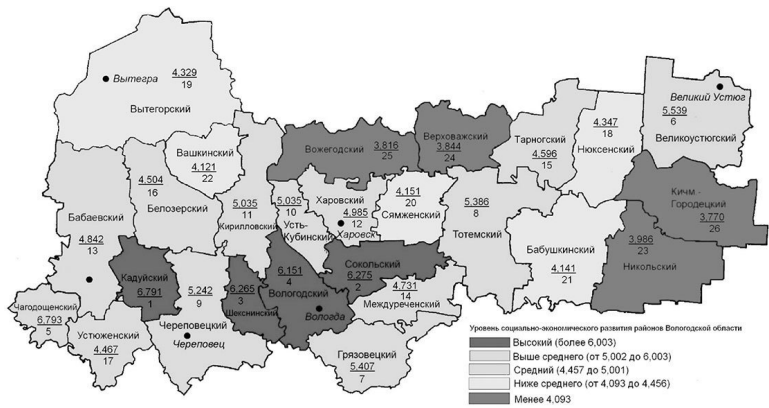 Вытегра
4.329
19
Вытегорский
Великий Устюг
5.539
6
Великоустюгский
4.347
18
Нюксенский
Тарногский
4.596
15
Верховажский
3.844
24
Вожегодский
3.816
25
Вашкинский
4.121
22
4.504
16
Белозерский
5.035
11
Кирилловский
5.035
10
Усть-
Кубинский
Харовский
4.985
12
Харовск
4.151
20
Сямженский
5.386
8
Тотемский
Кичм.-
Городецкий
3.770
26
3.986
23
Никольский
Бабушкинский
4.141
21
Бабаевский
4.842
13
Кадуйский
6.791
1
5.242
9
Череповецкий
Череповец
6.265
3
Шекснинский
6.151
4
Вологодский
Вологда
Сокольский
6.275
2
4.731
14
Междуреченский
Чагодощенский
6.793
5
Устюженский
4.467
17
Грязовецкий
5.407
7
Уровень социально-экономического развития районов Вологодской области
Высокий (более 6,003)
Выше среднего (от 5,002 до 6,003)
Средний (4,457 до 5,001)
Ниже среднего (от 4,093 до 4,456)
Менее 4,093